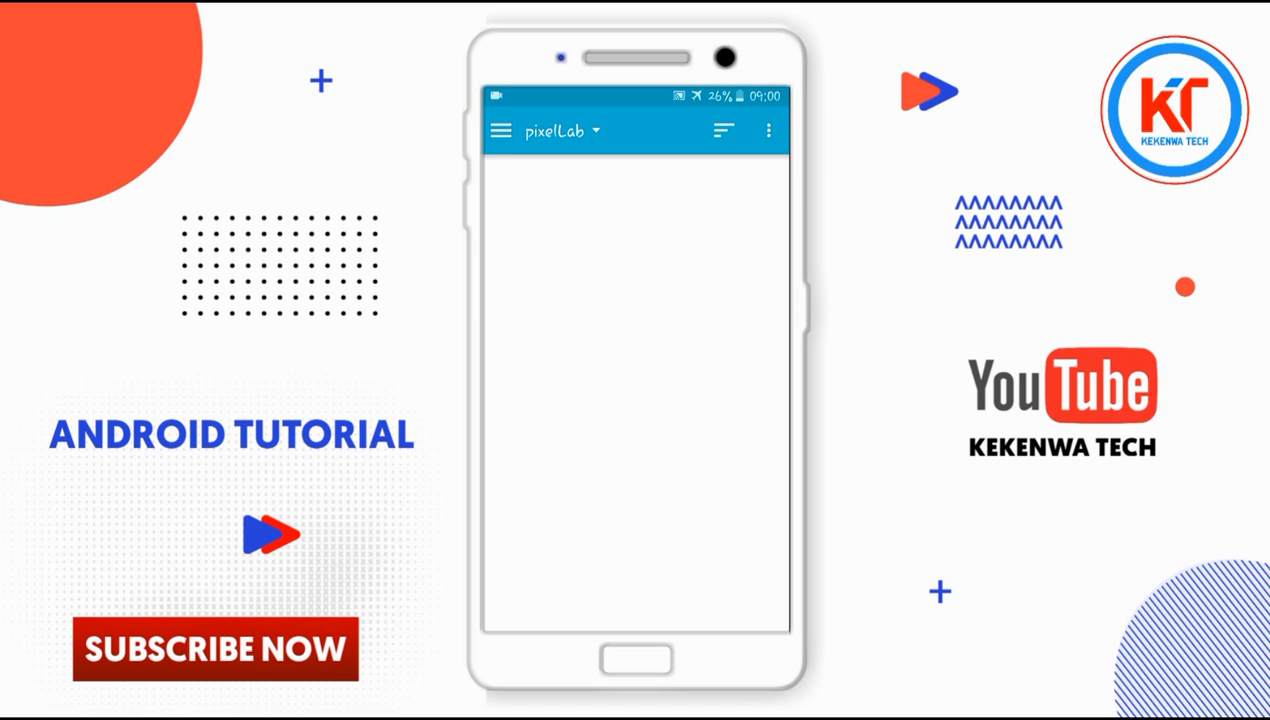 26% 09:00
pixelLab
KT
KEKENWA TECH
YouTube
KEKENWA TECH
ANDROID TUTORIAL
SUBSCRIBE NOW